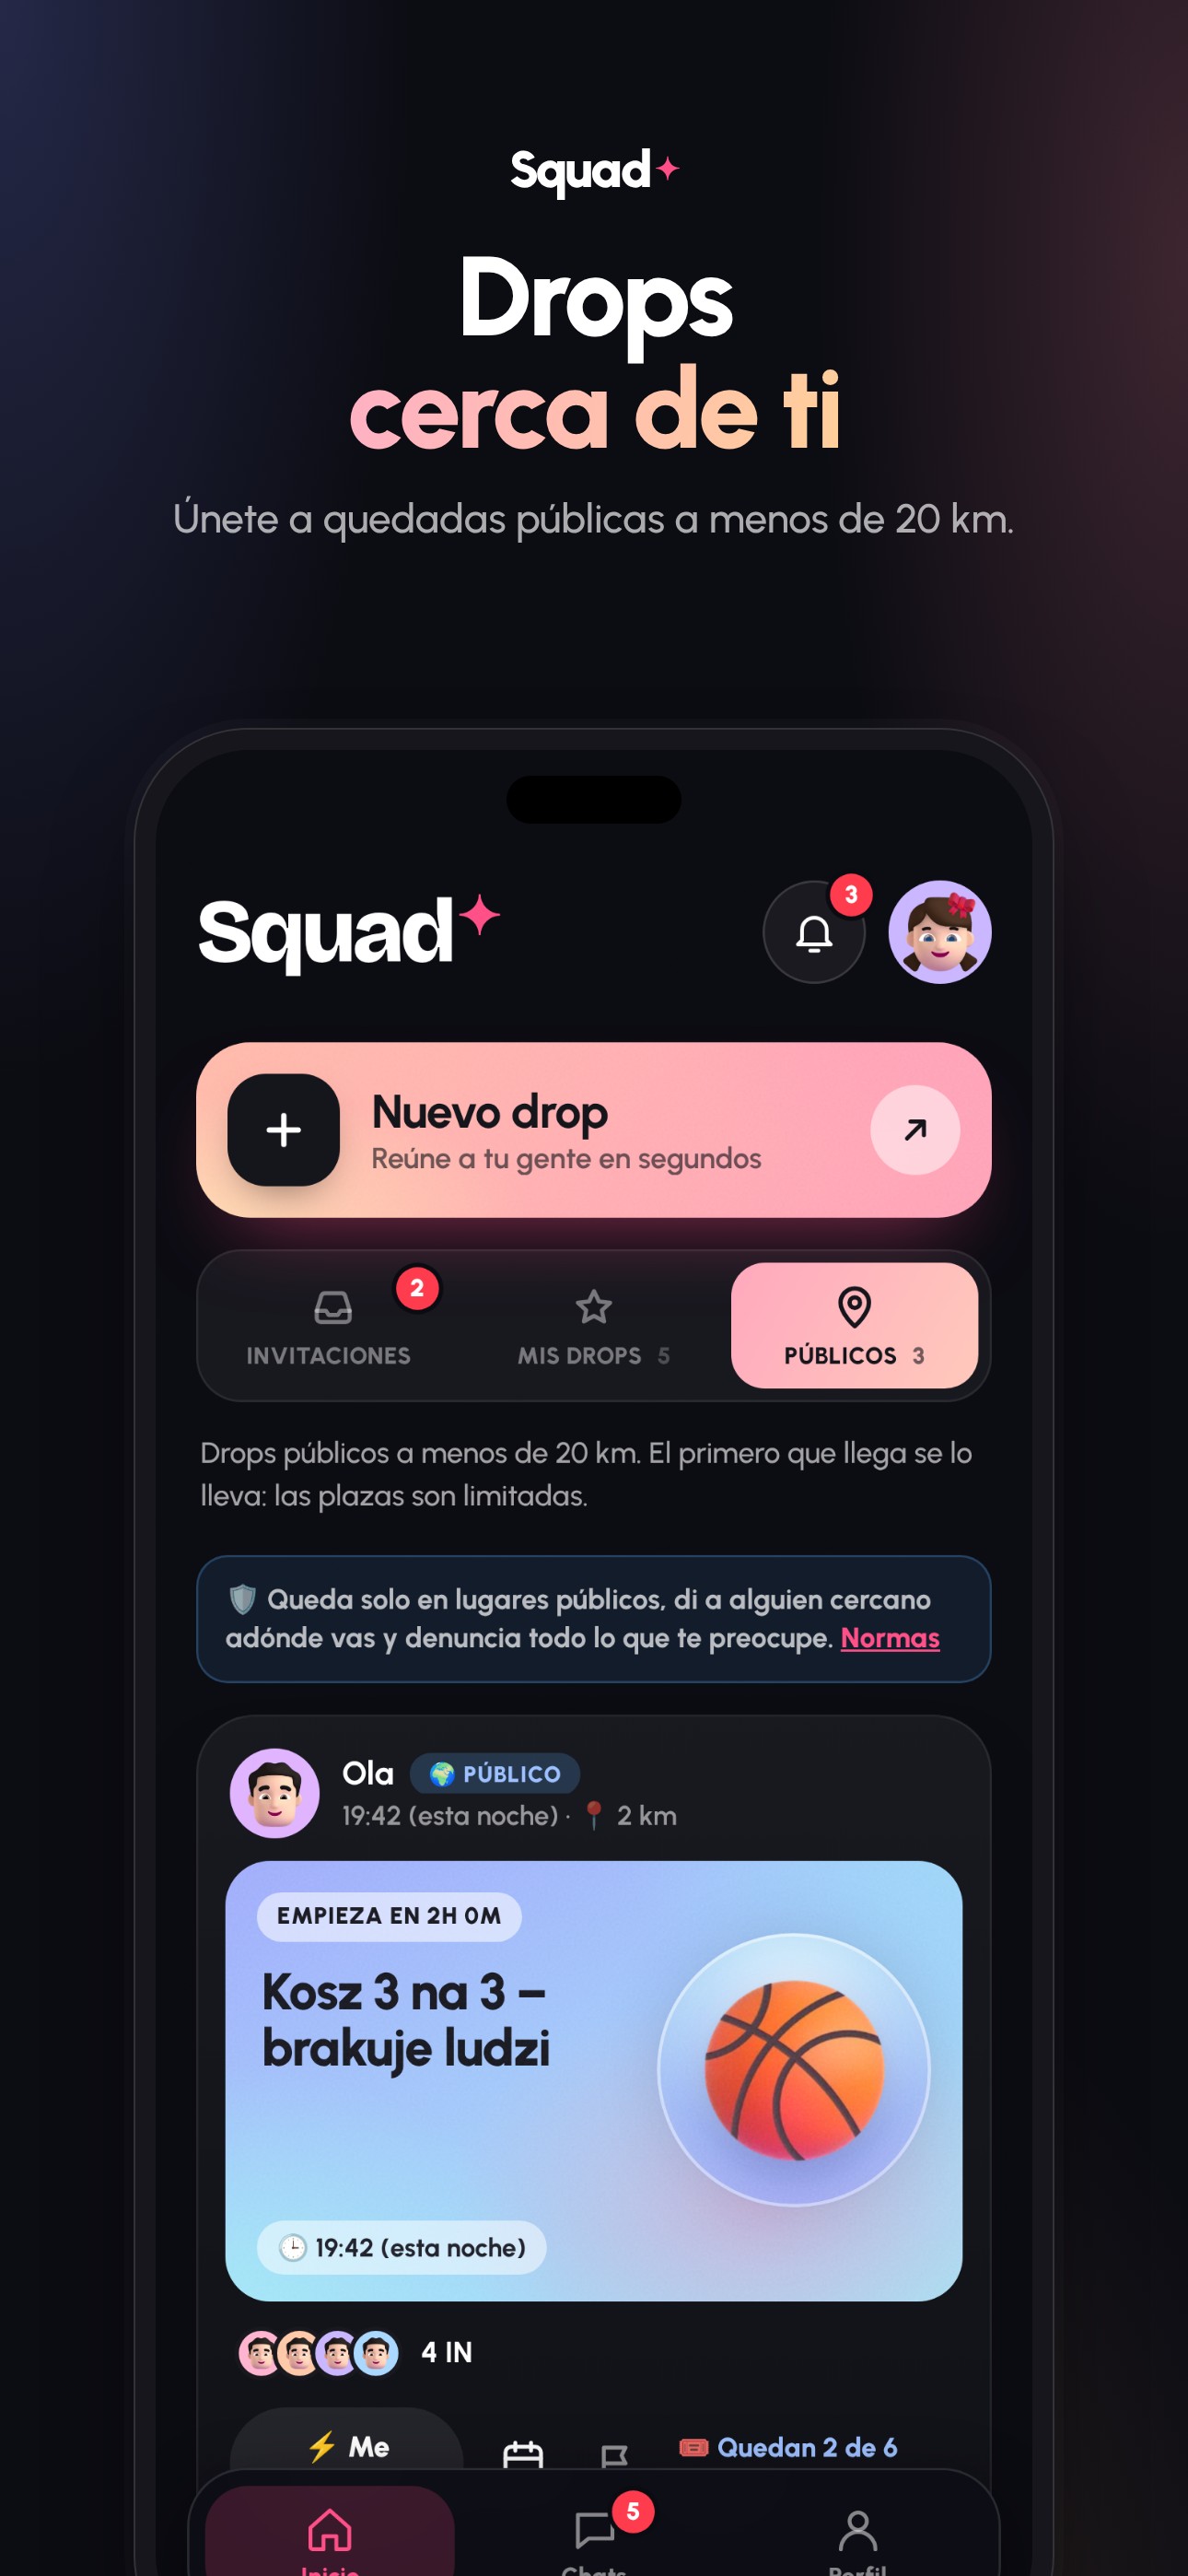 Squad
Drops
cerca de ti
Únete a quedadas públicas a menos de 20 km.
Squad
3
Nuevo drop
Reúne a tu gente en segundos
2
INVITACIONES
MIS DROPS 5
PÚBLICOS 3
Drops públicos a menos de 20 km. El primero que llega se lo
lleva: las plazas son limitadas.
🛡️ Queda solo en lugares públicos, di a alguien cercano
adónde vas y denuncia todo lo que te preocupe. Normas
Ola 🌍 PÚBLICO
19:42 (esta noche) · 📍 2 km
EMPIEZA EN 2H 0M
Kosz 3 na 3 –
brakuje ludzi
🕒 19:42 (esta noche)
4 IN
⚡ Me
🎟️ Quedan 2 de 6
5
Inicio
Chats
Perfil